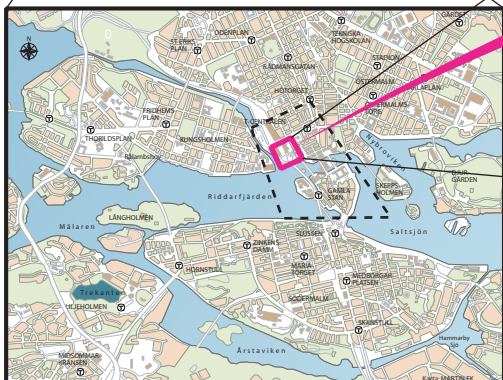 GÄRDET
ODENPLAN
TEKNISKA
HÖGSKOLAN
ST ERIKS
PLAN
STADION
RÅDMANSGATAN
ÖSTERMALMS
TORG
KARLAPLAN
HÖTORGET
T-CENTRALEN
FRIDHEMS
PLAN
THORILDSPLAN
KUNGSHOLMEN
Rålambshov
Nybroviken
DJUR
GÅRDEN
SKEPPS
HOLMEN
Riddarfjärden
GAMLA
STAN
LÅNGHOLMEN
Mälaren
Saltsjön
SLUSSEN
ZINKENS
DAMM
MARIA
TORGET
HORNSTULL
MEDBORGAR
PLATSEN
Trekanten
LILJEHOLMEN
SÖDERMALM
SKANSTULL
Hammarby
Sjö
Årstaviken
MIDSOMMAR
KRANSEN
N